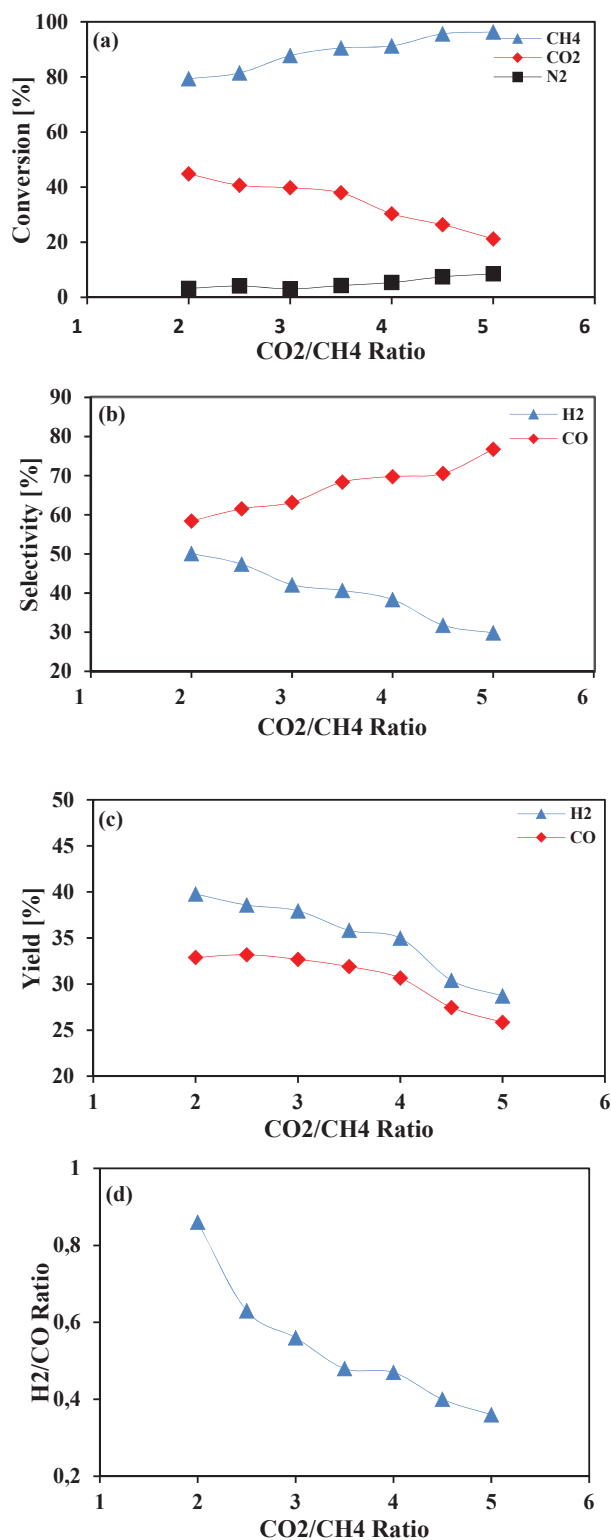 (a)
CH4
CO2
N2
Conversion [%]
100
80
60
40
20
0
1 2 3 4 5 6
CO2/CH4 Ratio
(b)
H2
CO
Selectivity [%]
90
80
70
60
50
40
30
20
1 2 3 4 5 6
CO2/CH4 Ratio
(c)
H2
CO
Yield [%]
50
45
40
35
30
25
20
1 2 3 4 5 6
CO2/CH4 Ratio
(d)
H2/CO Ratio
1
0,8
0,6
0,4
0,2
1 2 3 4 5 6
CO2/CH4 Ratio